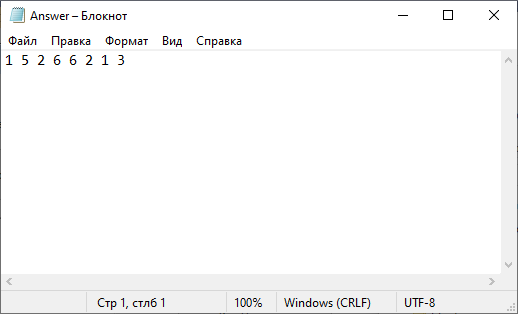 Answer – Блокнот
Файл Правка Формат Вид Справка
1 5 2 6 6 2 1 3
Стр 1, стлб 1 100% Windows (CRLF) UTF-8